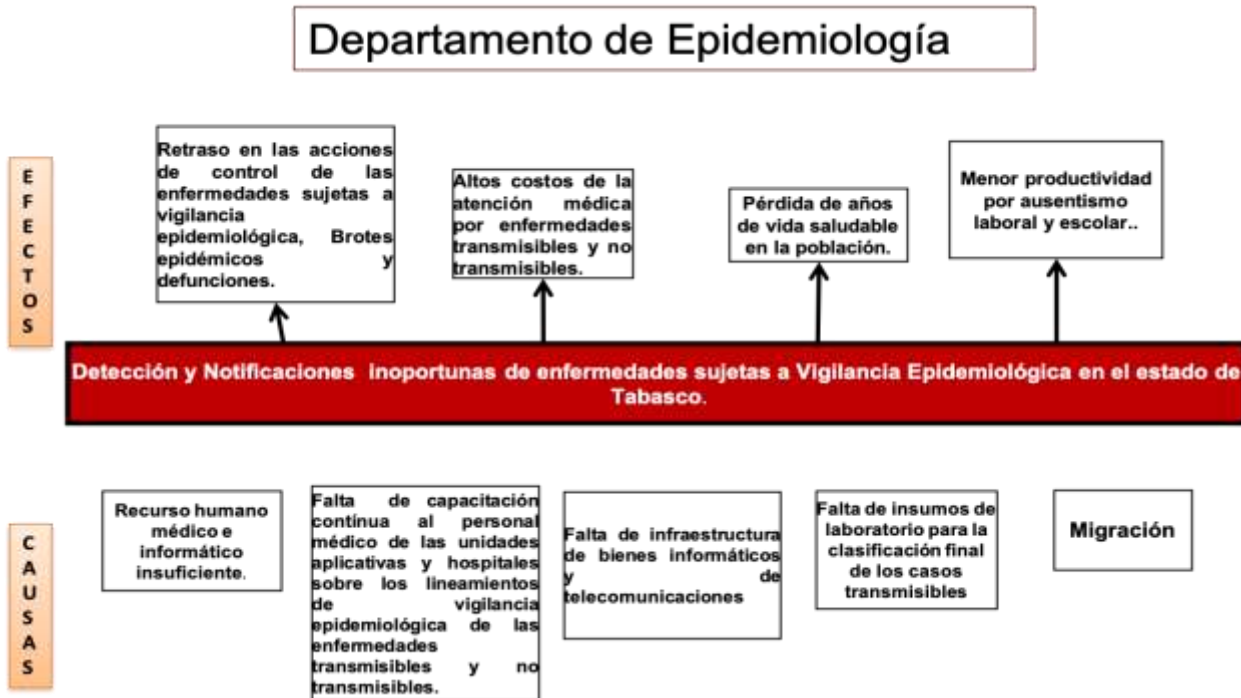 Departamento de Epidemiología
EFECTOS
Retraso en las acciones
de control de las
enfermedades sujetas a
vigilancia
epidemiológica, Brotes
epidémicos y
defunciones.
Altos costos de la
atención médica
por enfermedades
transmisibles y no
transmisibles.
Pérdida de años
de vida saludable
en la población.
Menor productividad
por ausentismo
laboral y escolar..
Detección y Notificaciones inoportunas de enfermedades sujetas a Vigilancia Epidemiológica en el estado de
Tabasco.
CAUSAS
Recurso humano
médico e
informático
insuficiente.
Falta de capacitación
contínua al personal
médico de las unidades
aplicativas y hospitales
sobre los lineamientos
de vigilancia
epidemiológica de las
enfermedades
transmisibles y no
transmisibles.
Falta de infraestructura
de bienes informáticos
y de
telecomunicaciones
Falta de insumos de
laboratorio para la
clasificación final
de los casos
transmisibles
Migración